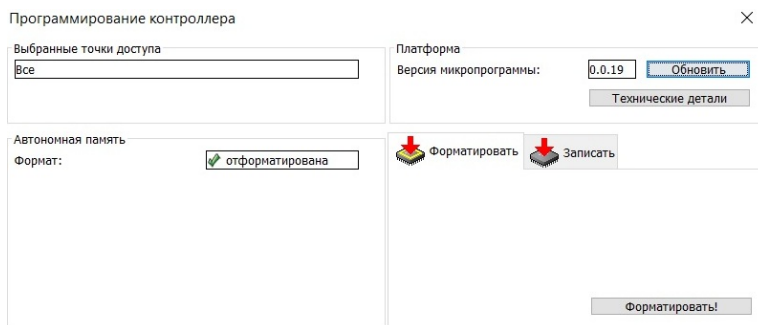 Программирование контроллера
Выбранные точки доступа
Все
Платформа
Версия микропрограммы: 0.0.19 Обновить
Технические детали
Автономная память
Формат: отформатирована
Форматировать Записать
Форматировать!